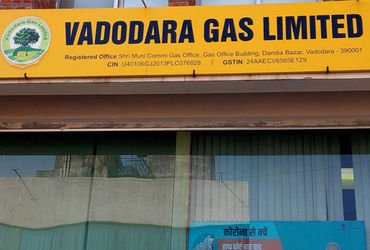 Vadodara Gas Limited
VADODARA GAS LIMITED
Registered Office Shri Muni Commi Gas Office, Gas Office Building, Dandia Bazar, Vadodara - 390001
CIN: U40106GJ2013PLC076828 | GSTIN: 24AAECV6565E1Z9
कोरोना से बचें
हाथ धोएं बार बार